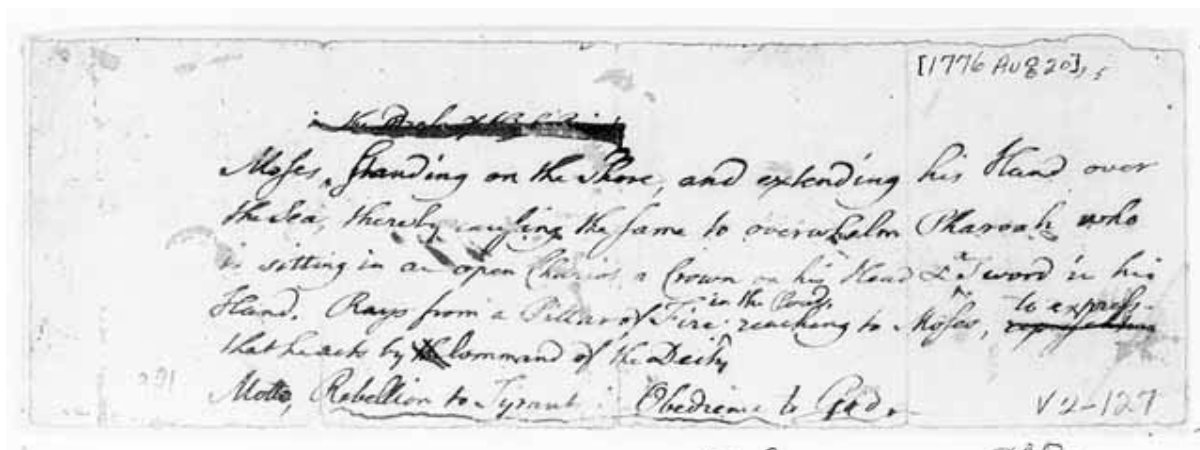 [1776 Aug 20]
Moses standing on the Shore, and extending his Hand over
the Sea, thereby causing the same to overwhelm Pharoah who
is sitting in an open Chariot, a Crown on his Head & a Sword in his
Hand. Rays from a Pillar of Fire in the Clouds reaching to Moses, to express
that he acts by Command of the Deity
Motto, Rebellion to Tyrants is Obedience to God.
V 2-127